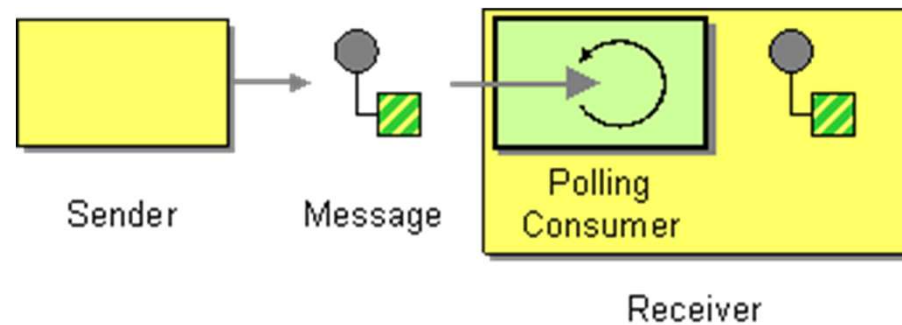 Sender
Message
Polling
Consumer
Receiver